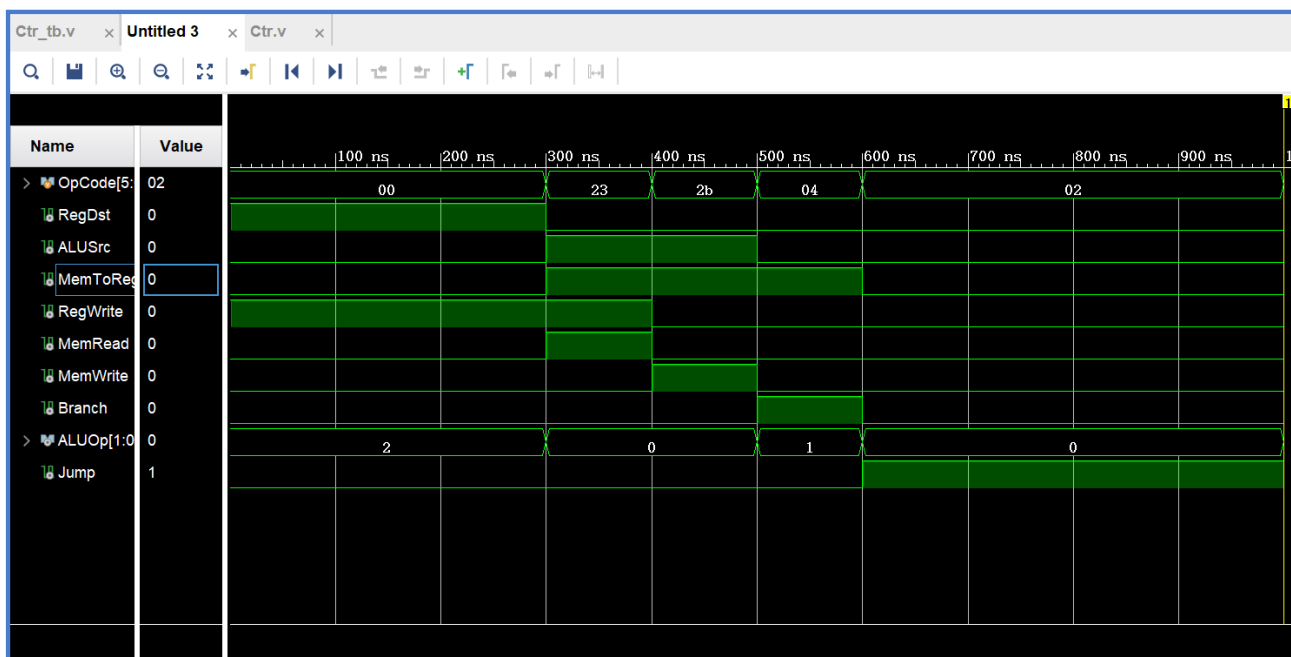 Ctr_tb.v × Untitled 3 × Ctr.v ×
1
Name Value
100 ns 200 ns 300 ns 400 ns 500 ns 600 ns 700 ns 800 ns 900 ns 1
OpCode[5: 02 00 23 2b 04 02
RegDst 0
ALUSrc 0
MemToReg 0
RegWrite 0
MemRead 0
MemWrite 0
Branch 0
ALUOp[1:0 0 2 0 1 0
Jump 1